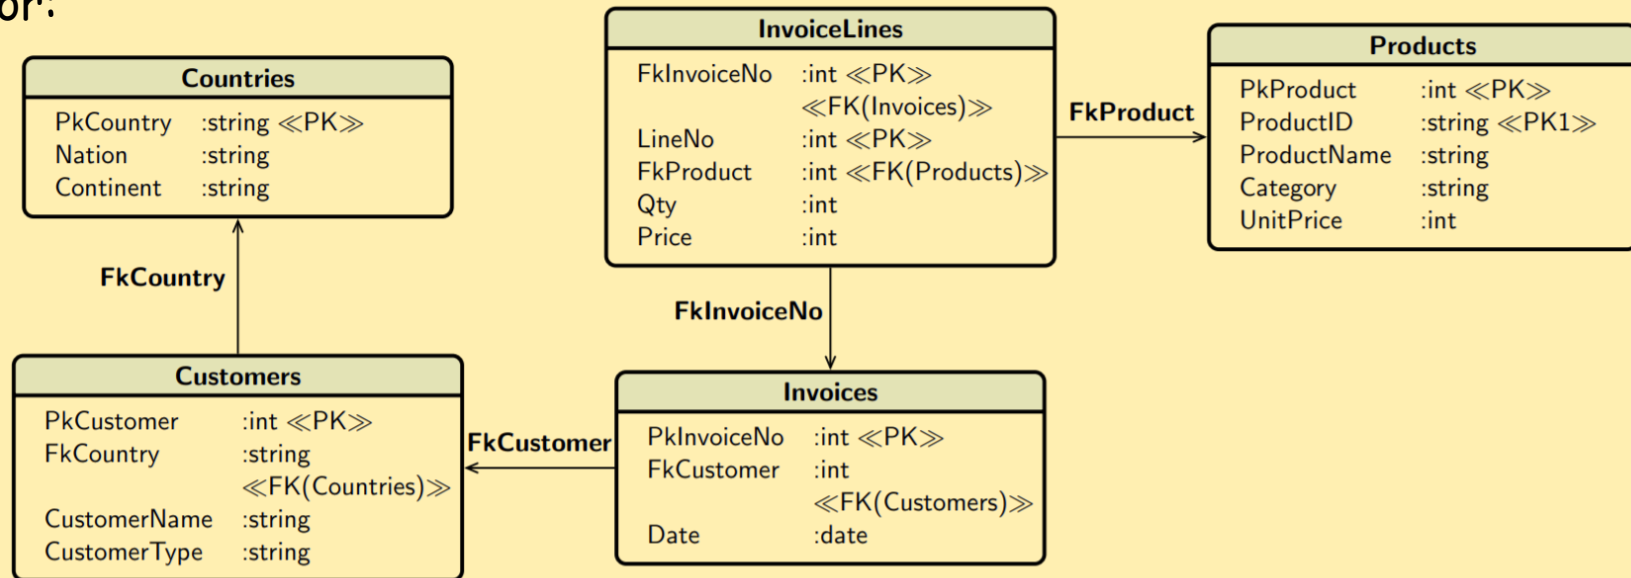 or:
Countries
PkCountry :string ≪PK≫
Nation :string
Continent :string
InvoiceLines
FkInvoiceNo :int ≪PK≫
≪FK(Invoices)≫
LineNo :int ≪PK≫
FkProduct :int ≪FK(Products)≫
Qty :int
Price :int
FkProduct
Products
PkProduct :int ≪PK≫
ProductID :string ≪PK1≫
ProductName :string
Category :string
UnitPrice :int
FkCountry
FkInvoiceNo
Customers
PkCustomer :int ≪PK≫
FkCountry :string
≪FK(Countries)≫
CustomerName :string
CustomerType :string
FkCustomer
Invoices
PkInvoiceNo :int ≪PK≫
FkCustomer :int
≪FK(Customers)≫
Date :date